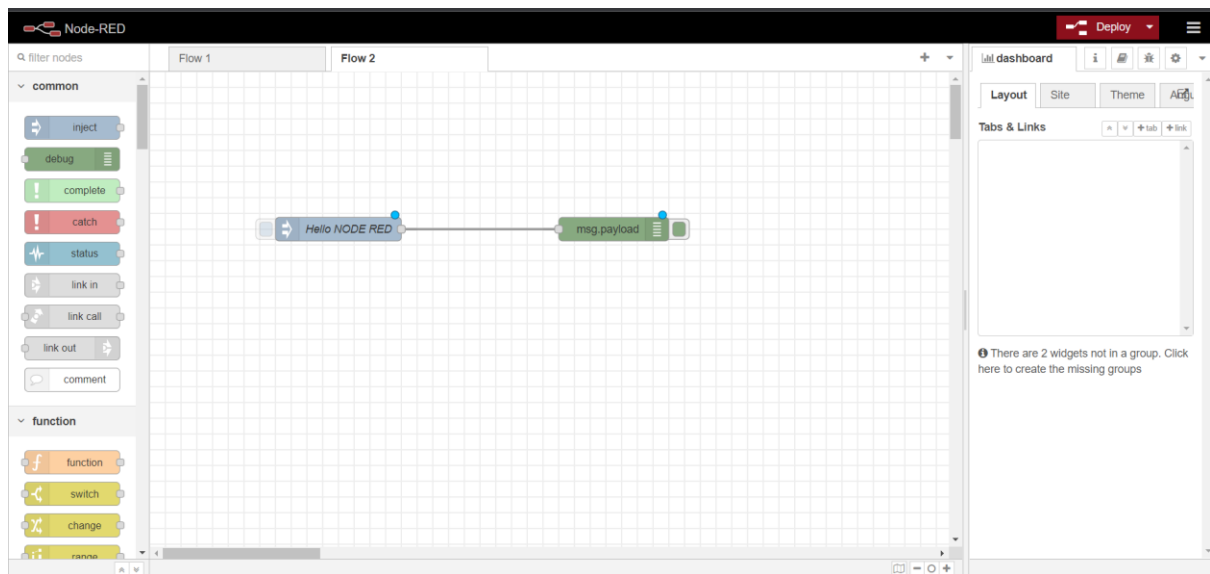 Node-RED
Deploy
filter nodes
Flow 1
Flow 2
dashboard
i
common
Layout
Site
Theme
Tabs & Links
+ tab
+ link
inject
debug
complete
catch
status
link in
link call
link out
comment
Hello NODE RED
msg.payload
There are 2 widgets not in a group. Click
here to create the missing groups
function
function
switch
change
range